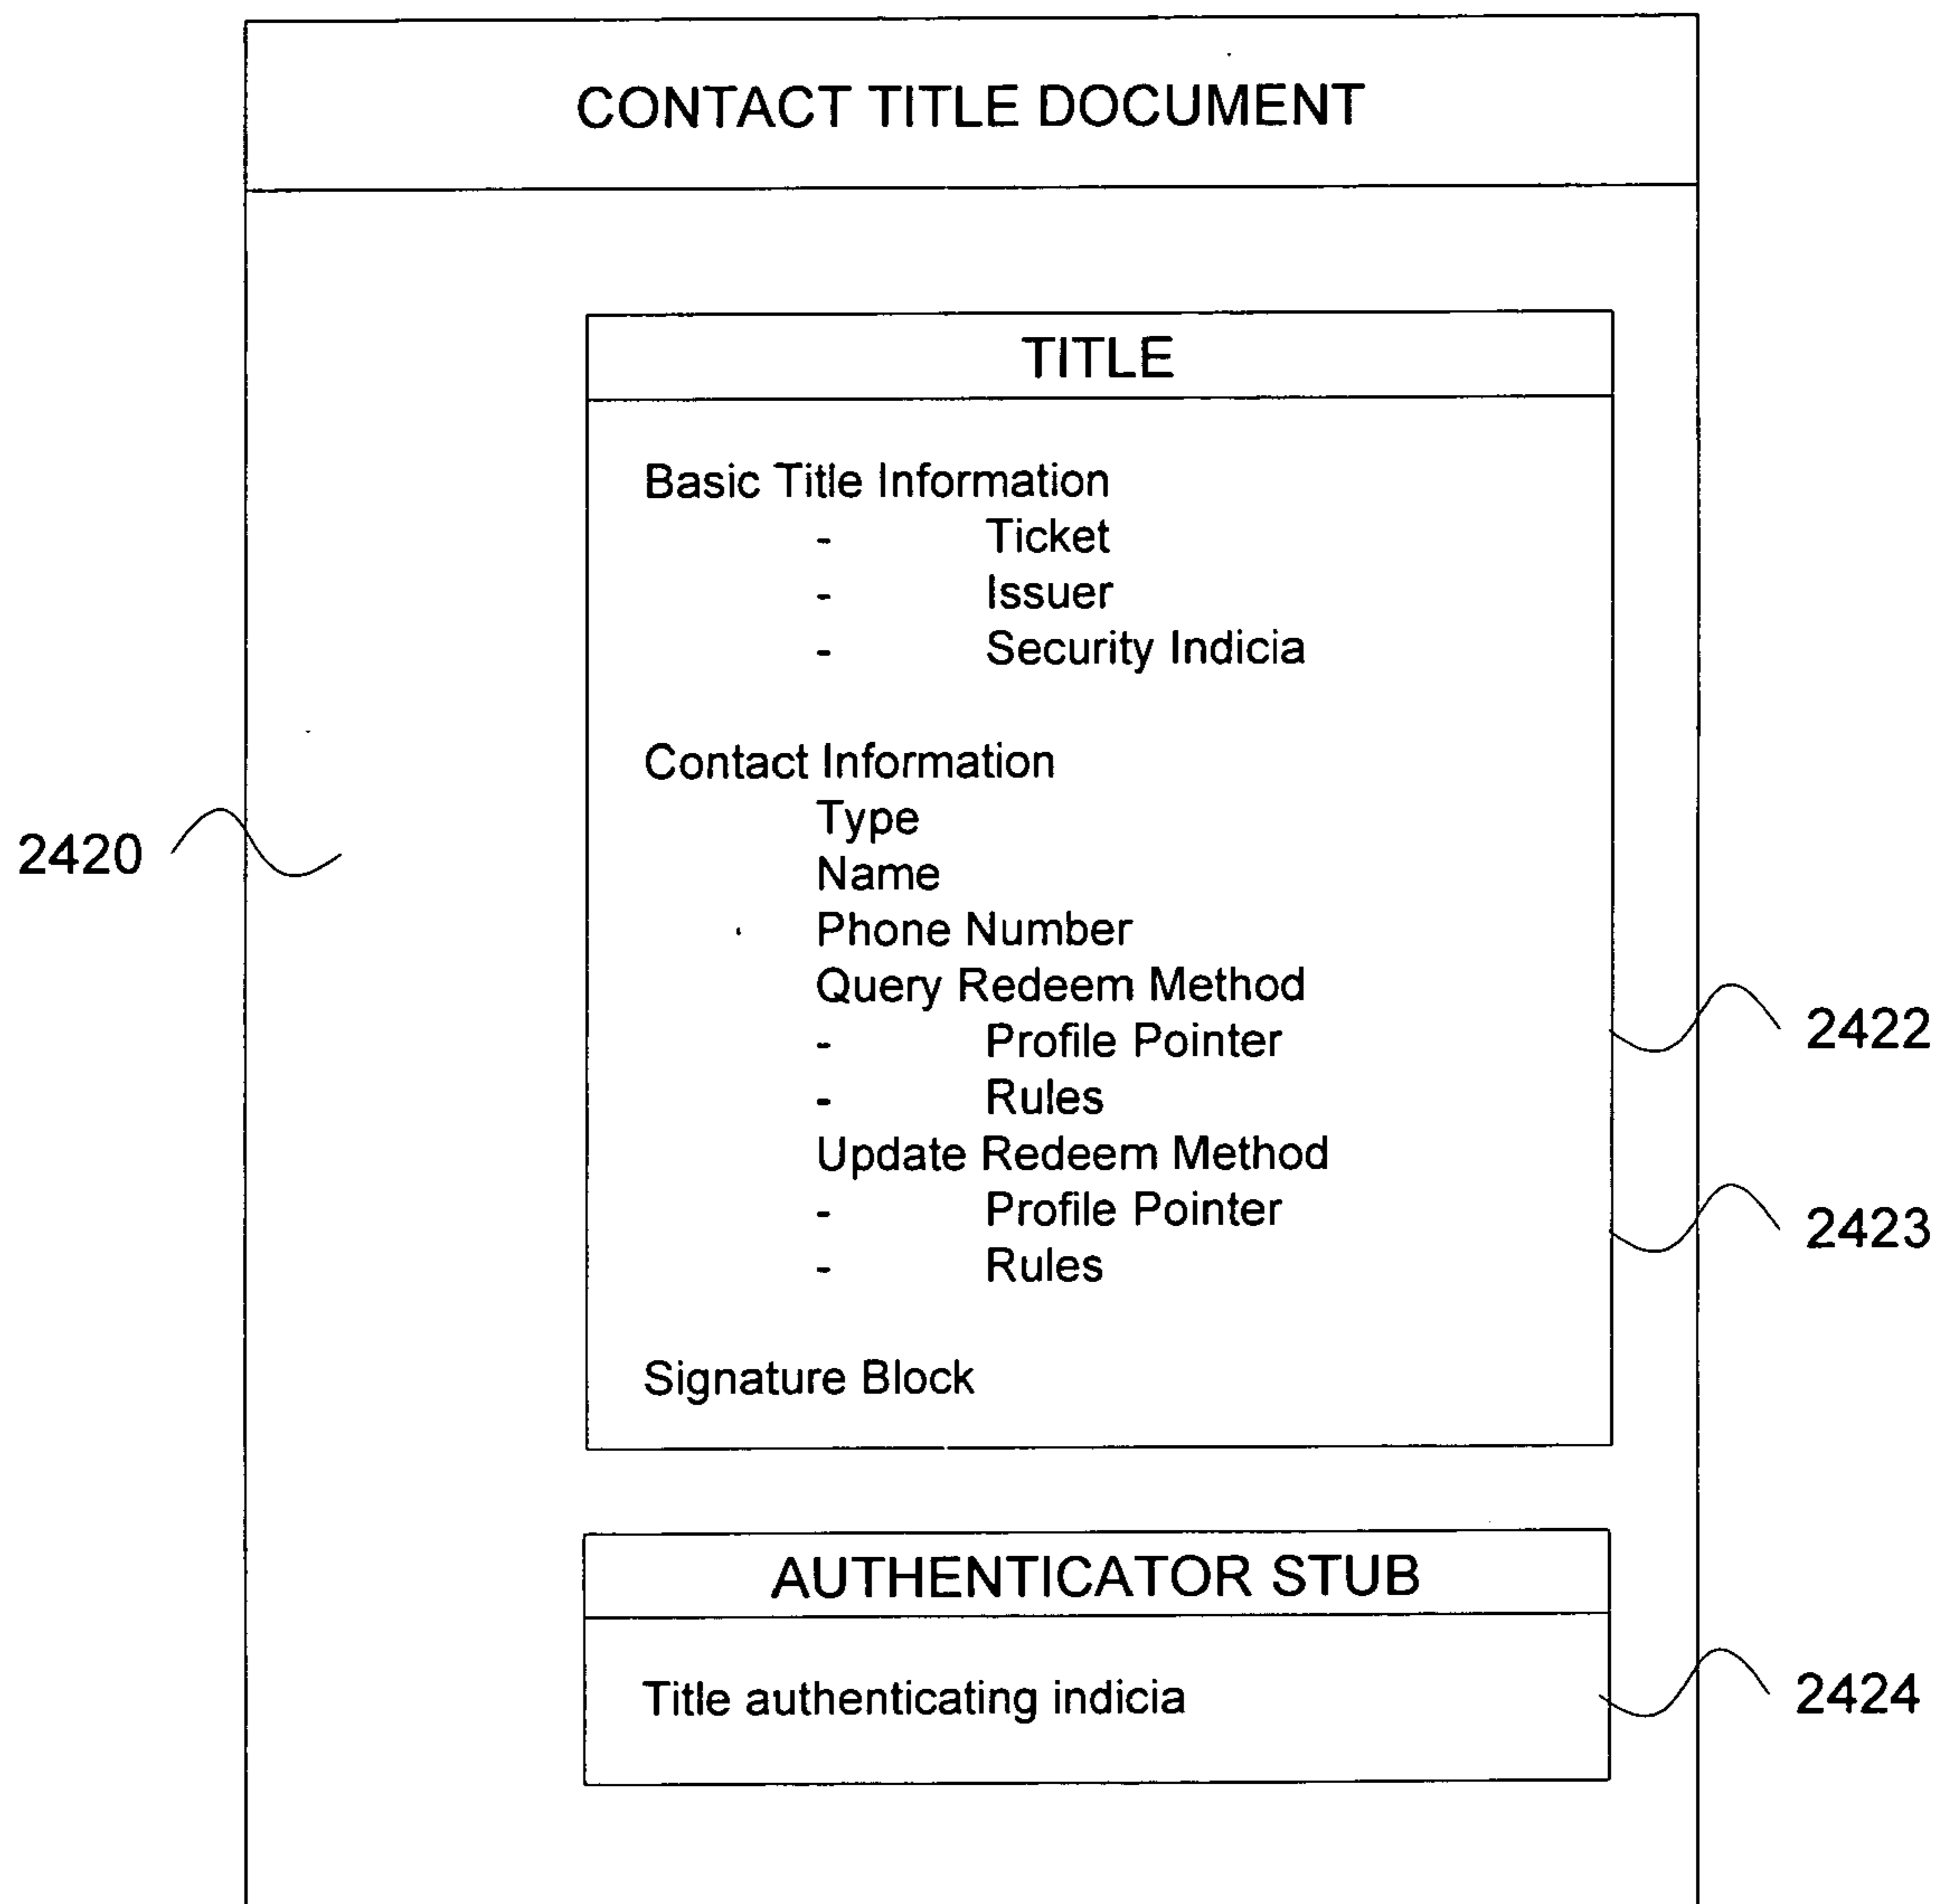 CONTACT TITLE DOCUMENT
TITLE
Basic Title Information
- Ticket
- Issuer
- Security Indicia
Contact Information
Type
Name
Phone Number
Query Redeem Method
- Profile Pointer
- Rules
Update Redeem Method
- Profile Pointer
- Rules
Signature Block
2420
2422
2423
AUTHENTICATOR STUB
Title authenticating indicia
2424